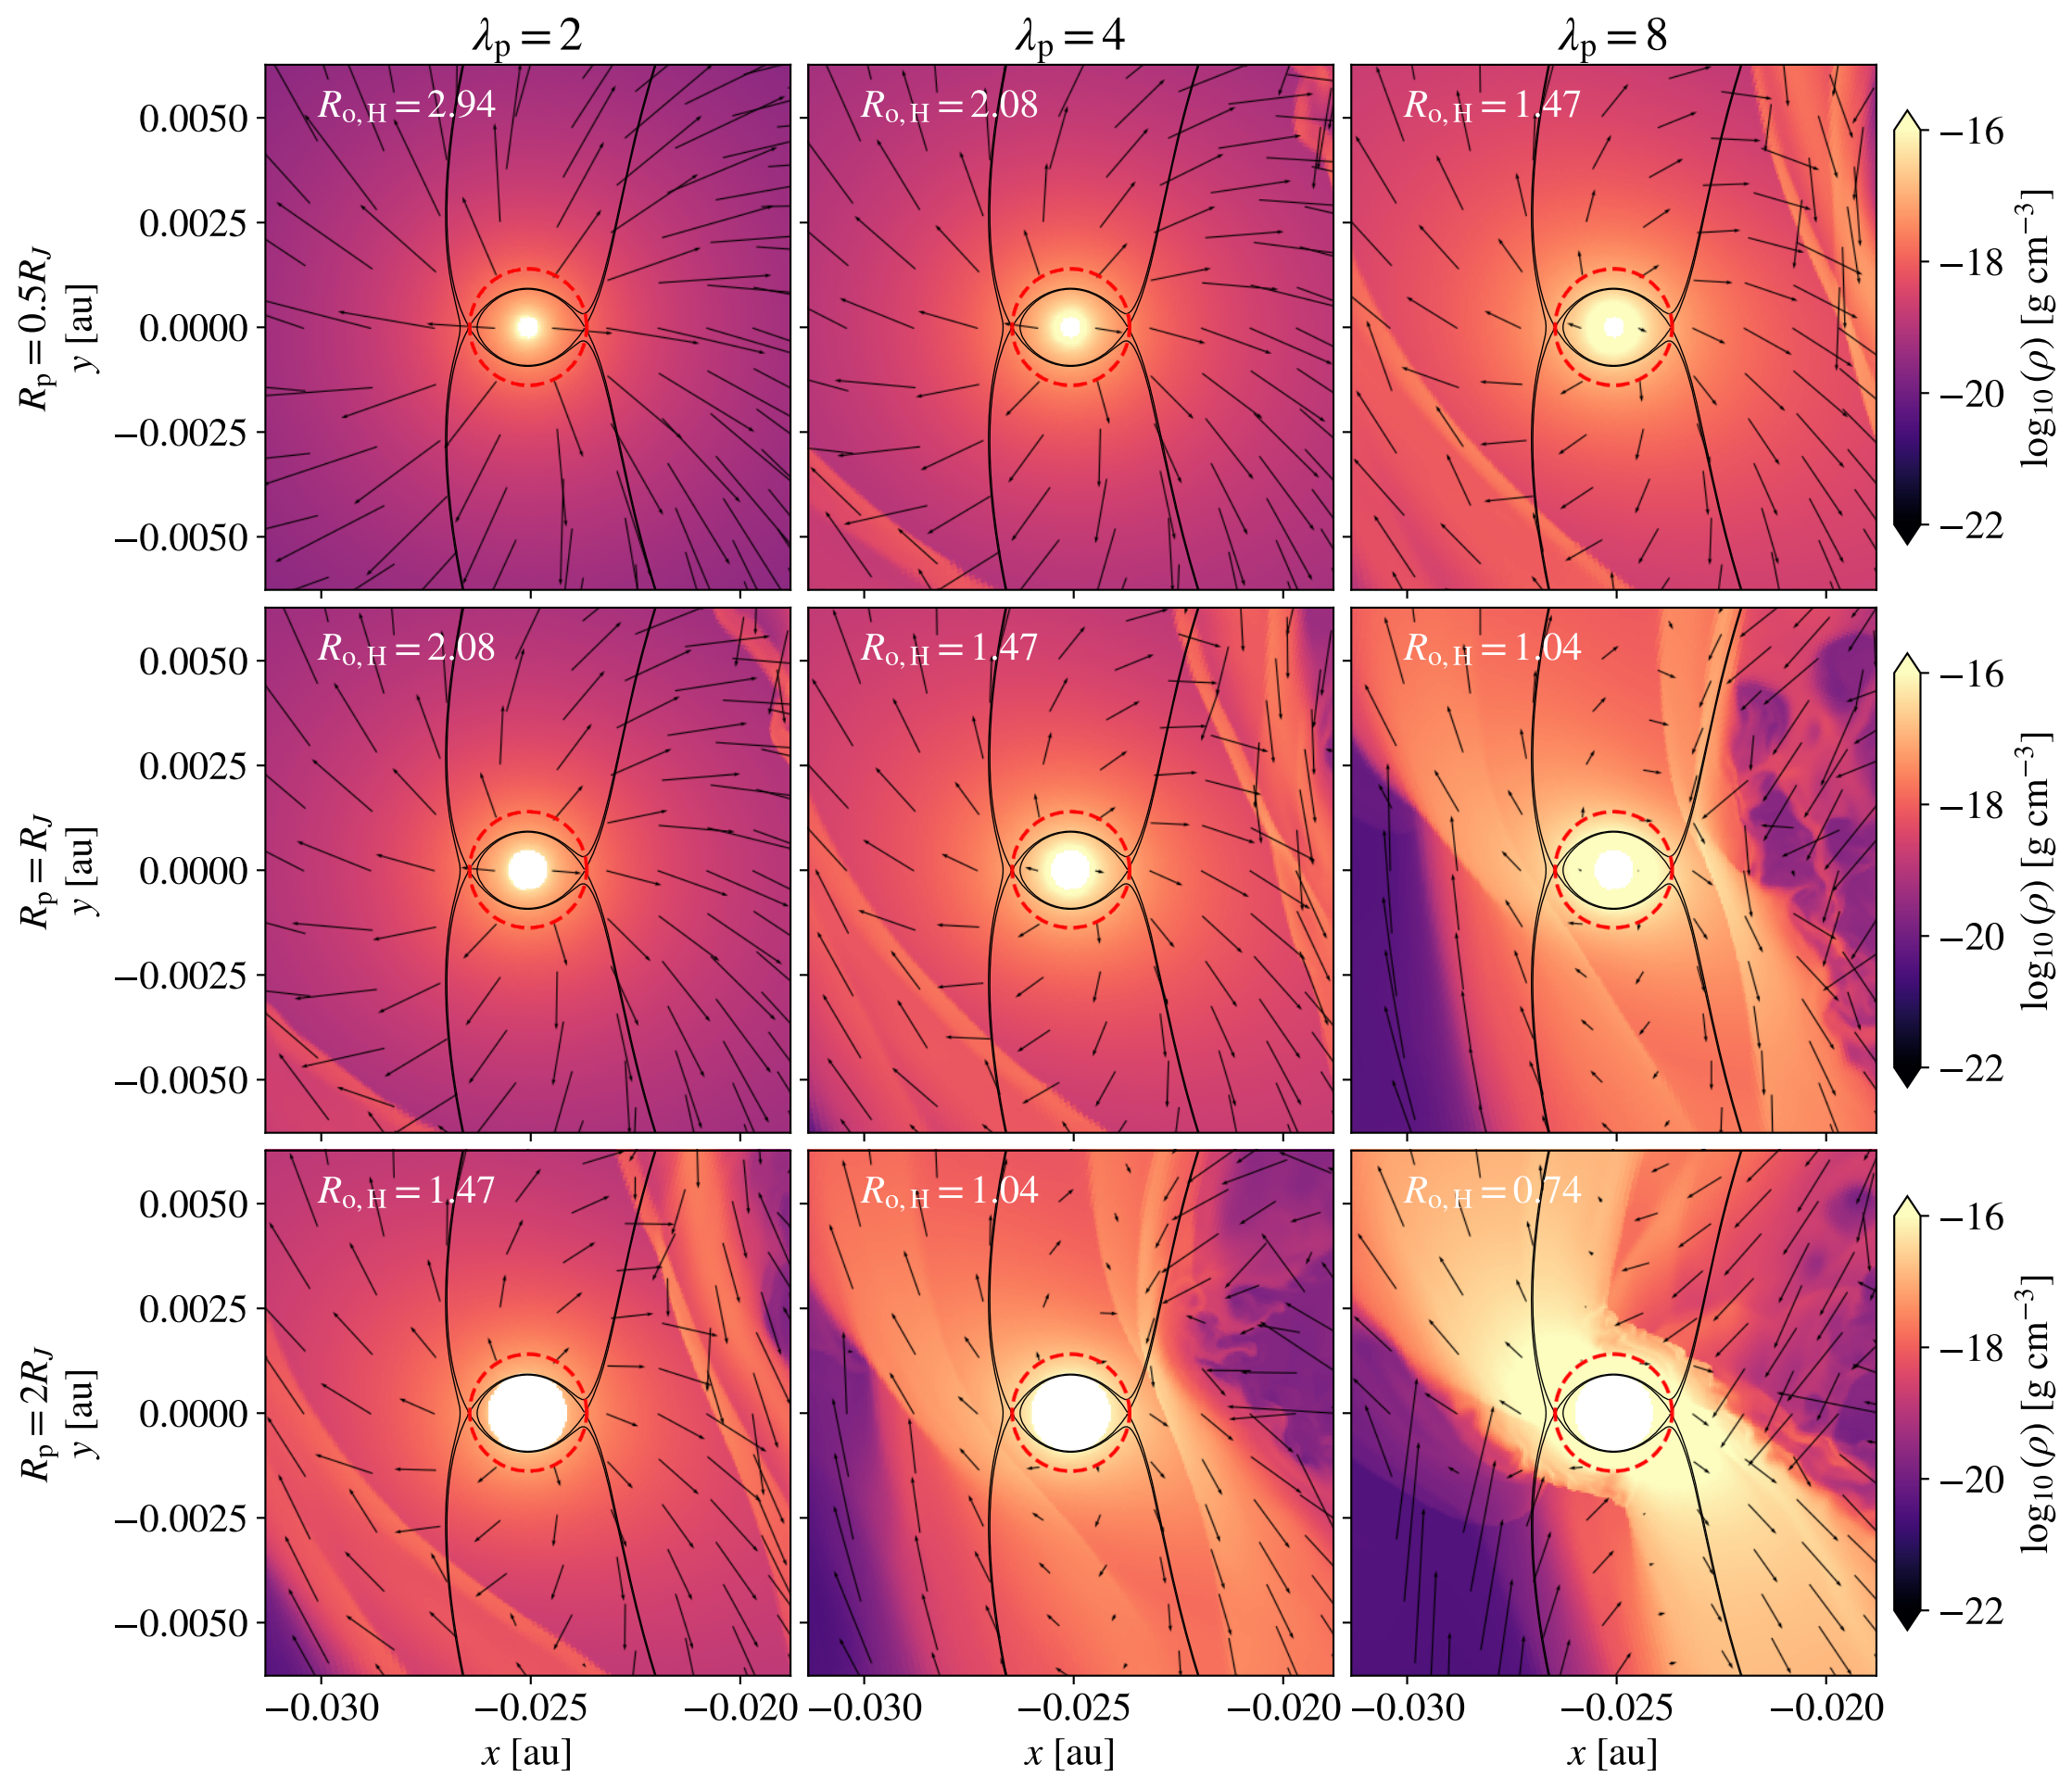 λp = 2
λp = 4
λp = 8
Rp = 0.5RJ
y [au]
0.0050
0.0025
0.0000
−0.0025
−0.0050
Ro, H = 2.94
Ro, H = 2.08
Ro, H = 1.47
−16
−18
−20
−22
log10(ρ) [g cm−3]
Rp = RJ
y [au]
0.0050
0.0025
0.0000
−0.0025
−0.0050
Ro, H = 2.08
Ro, H = 1.47
Ro, H = 1.04
−16
−18
−20
−22
log10(ρ) [g cm−3]
Rp = 2RJ
y [au]
0.0050
0.0025
0.0000
−0.0025
−0.0050
Ro, H = 1.47
Ro, H = 1.04
Ro, H = 0.74
−16
−18
−20
−22
log10(ρ) [g cm−3]
−0.030 −0.025 −0.020
−0.030 −0.025 −0.020
−0.030 −0.025 −0.020
x [au]
x [au]
x [au]